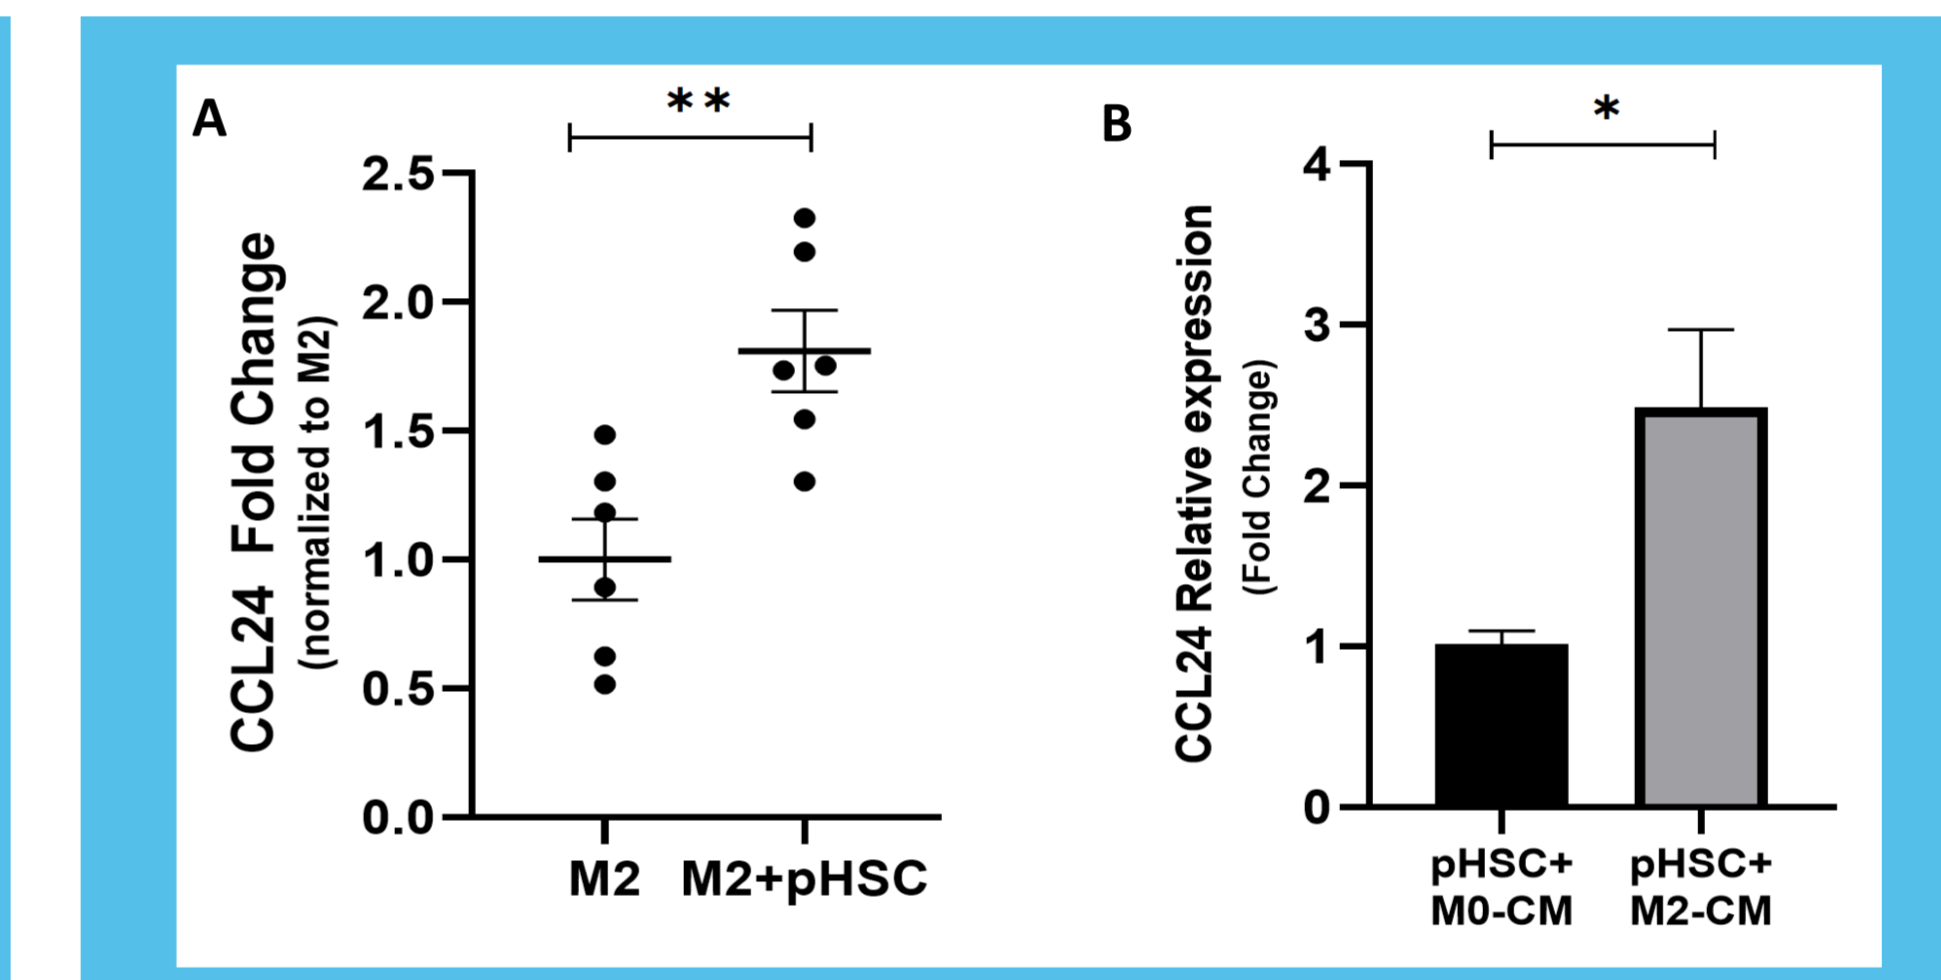 A
**
CCL24 Fold Change
(normalized to M2)
2.5
2.0
1.5
1.0
0.5
0.0
M2 M2+pHSC
B
*
CCL24 Relative expression
(Fold Change)
4
3
2
1
0
pHSC+ pHSC+
M0-CM M2-CM